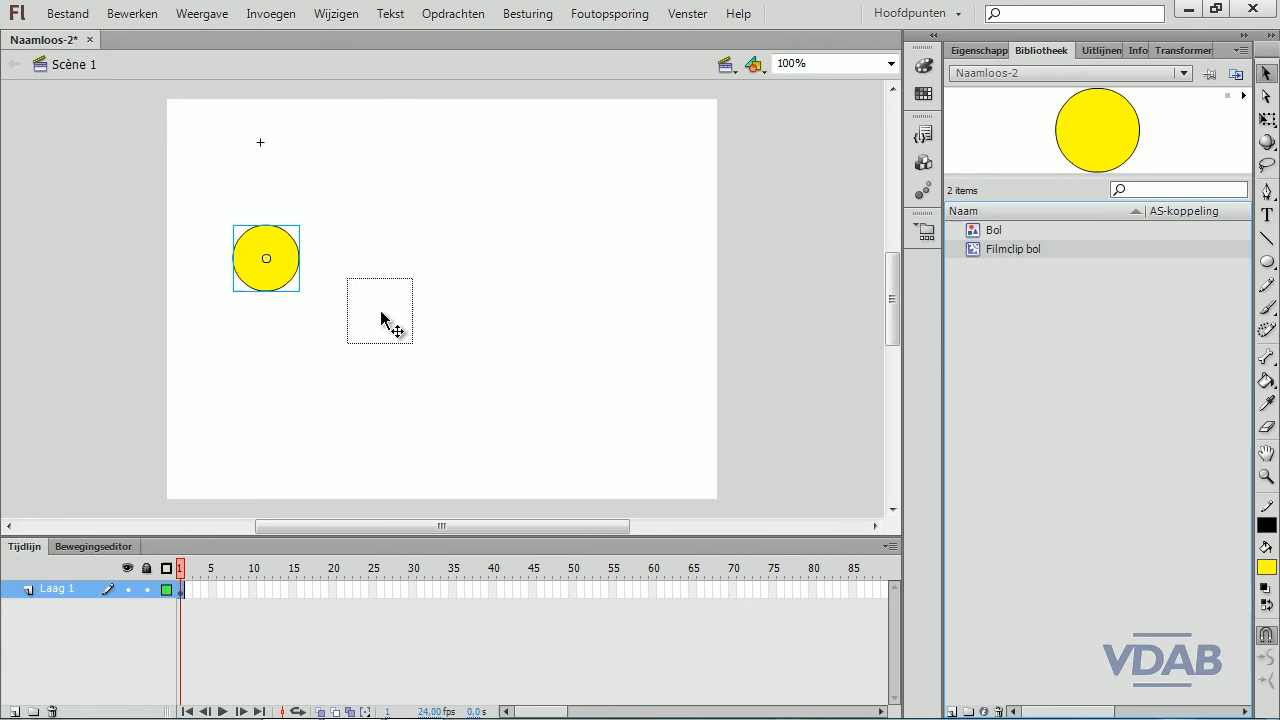 Fl Bestand Bewerken Weergave Invoegen Wijzigen Tekst Opdrachten Besturing Foutopsporing Venster Help Hoofdpunten
Naamloos-2*
Scène 1 100%
Eigenschapp Bibliotheek Uitlijnen Info Transformer
Naamloos-2
2 items
Naam AS-koppeling
Bol
Filmclip bol
Tijdlijn Bewegingseditor
1 5 10 15 20 25 30 35 40 45 50 55 60 65 70 75 80 85
Laag 1
1 24,00 fps 0,0 s
VDAB